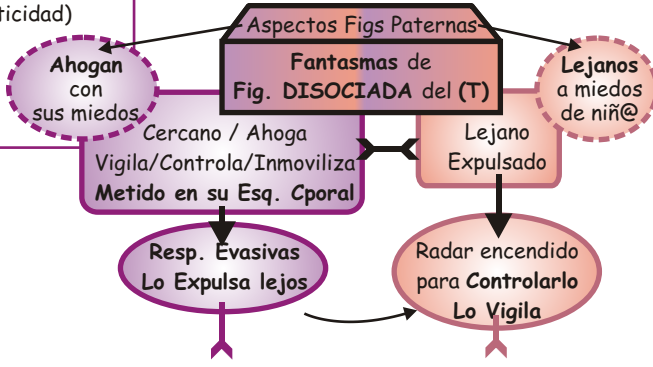 ticidad)
Aspectos Figs Paternas
Ahogan
con
sus miedos
Fantasmas de
Fig. DISOCIADA del (T)
Lejanos
a miedos
de niñ@
Cercano / Ahoga
Vigila/Controla/Inmoviliza
Metido en su Esq. Cporal
Lejano
Expulsado
Resp. Evasivas
Lo Expulsa lejos
Radar encendido
para Controlarlo
Lo Vigila